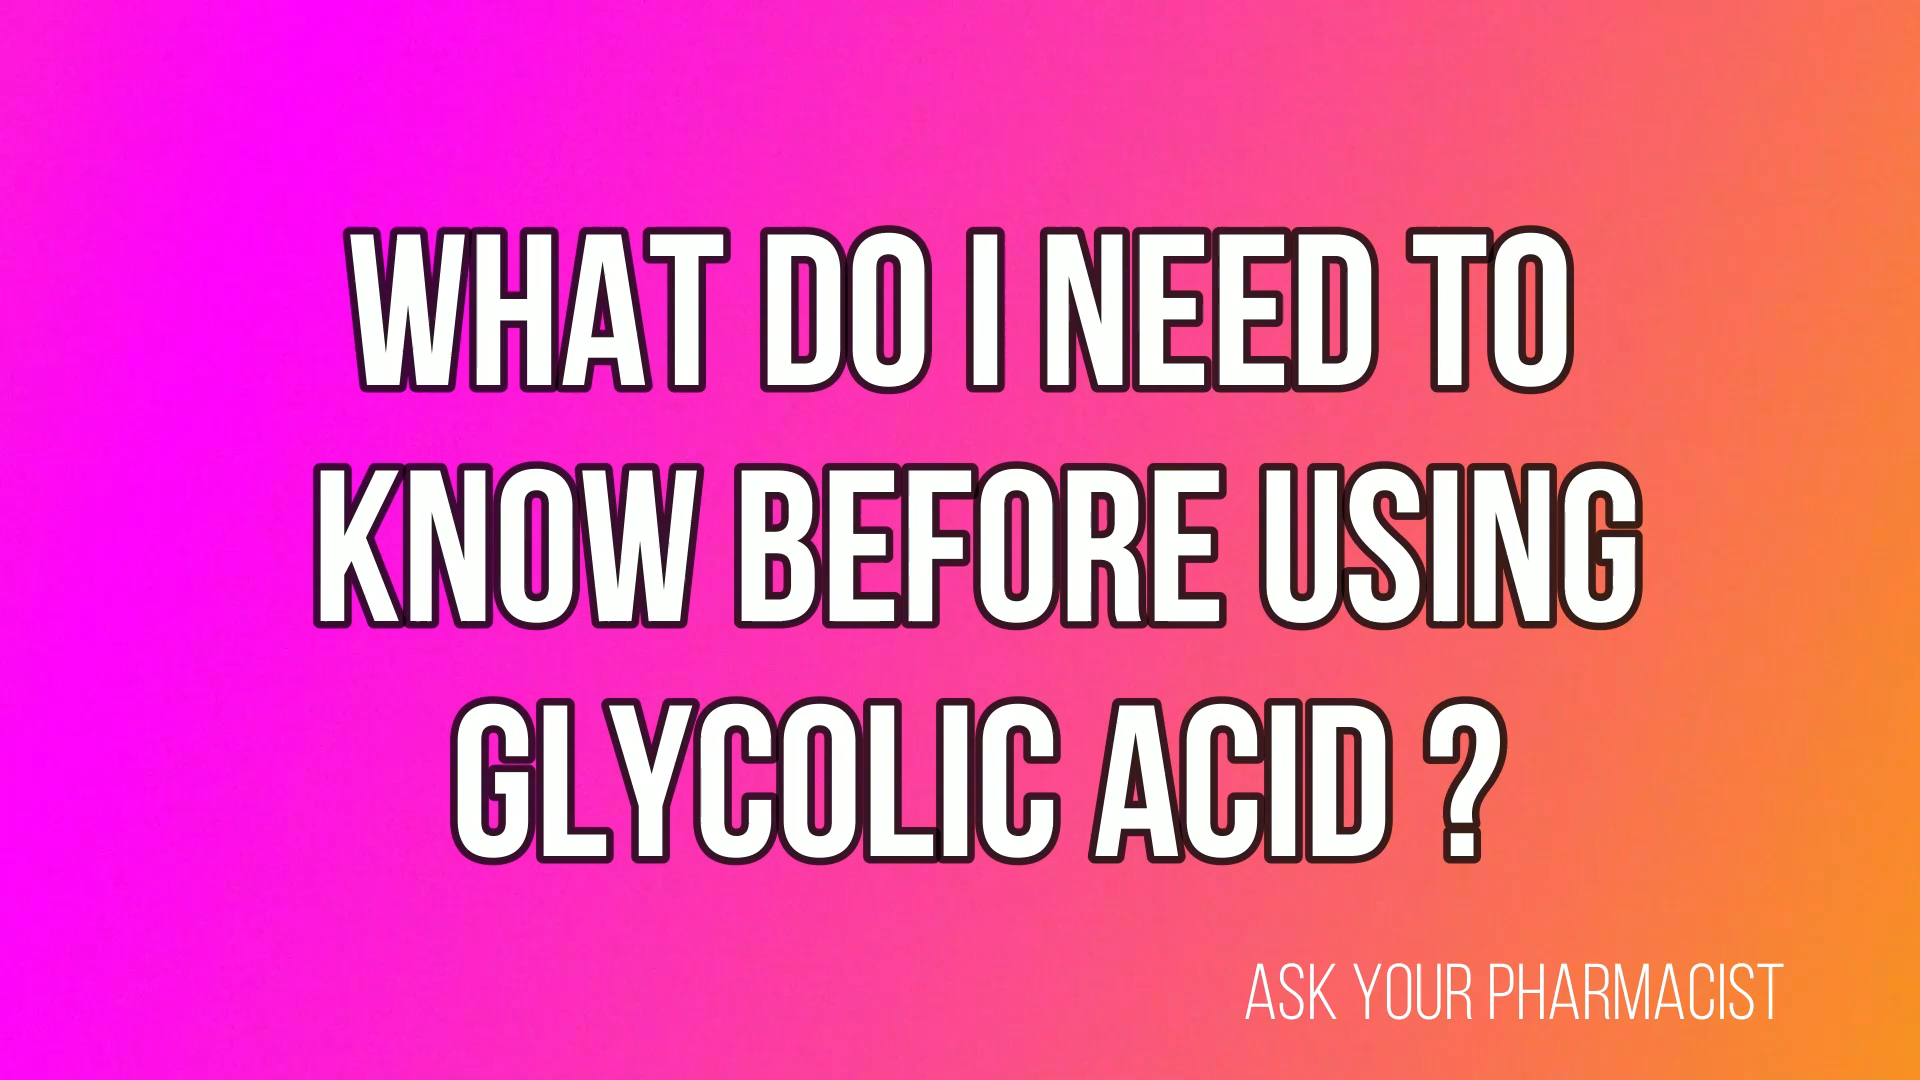 WHAT DO I NEED TO
KNOW BEFORE USING
GLYCOLIC ACID ?
ASK YOUR PHARMACIST